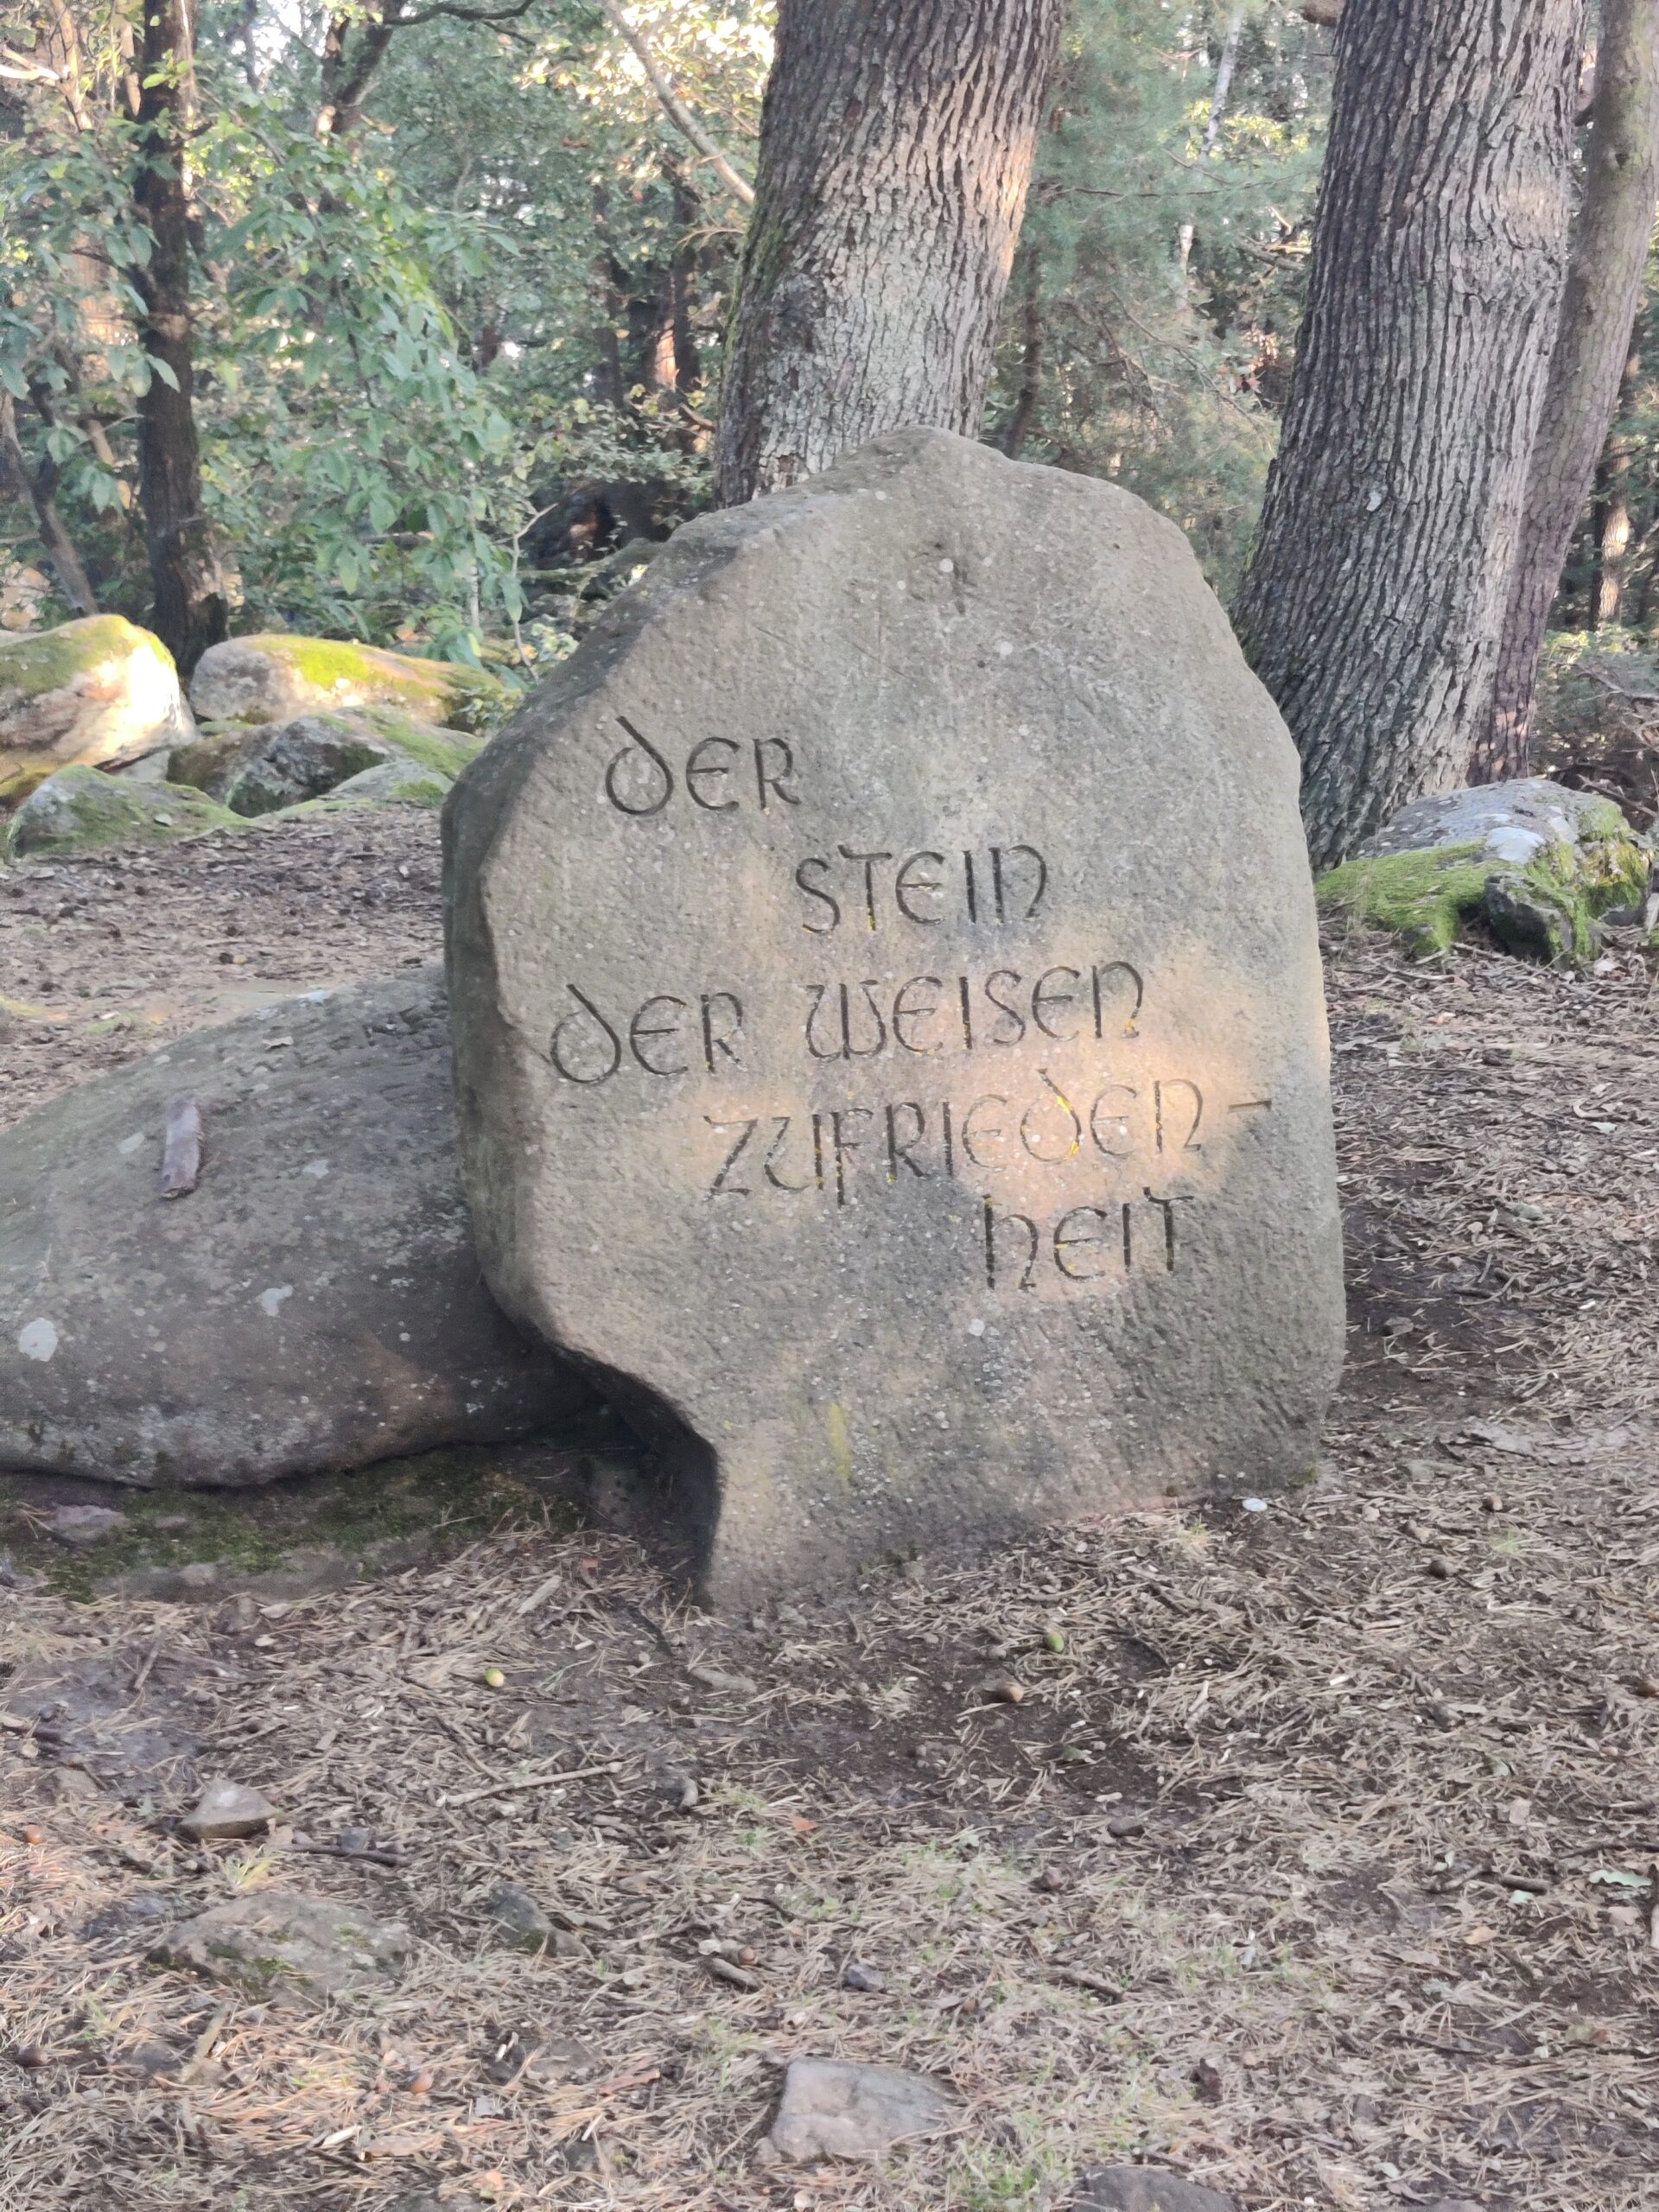 DER
STEIN
DER WEISEN
ZUFRIEDEN-
HEIT